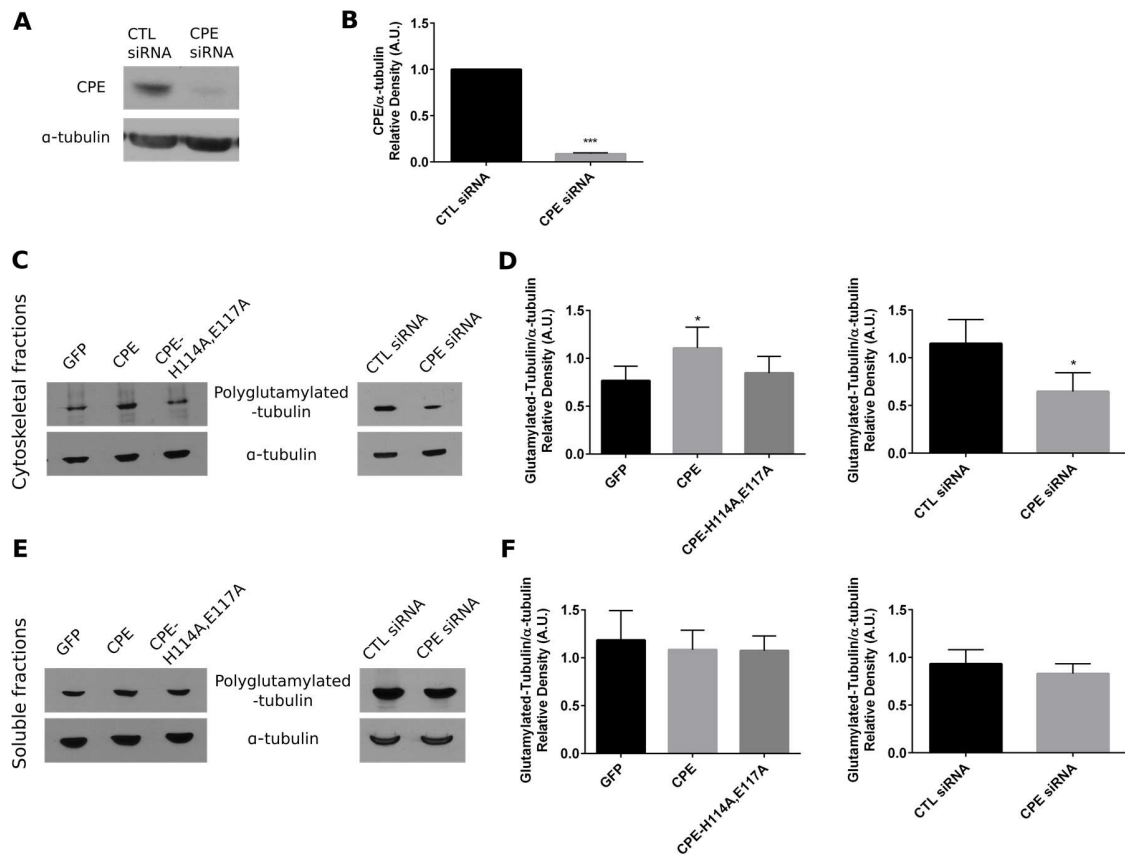 A
CTL
siRNA
CPE
siRNA
CPE
α-tubulin
B
CPE/α-tubulin
Relative Density (A.U.)
1.5
1.0
0.5
0.0
***
CTL siRNA
CPE siRNA
C
Cytoskeletal fractions
GFP
CPE
CPE-
H114A,E117A
CTL siRNA
CPE siRNA
Polyglutamylated
-tubulin
α-tubulin
D
Glutamylated-Tubulin/α-tubulin
Relative Density (A.U.)
1.5
1.0
0.5
0.0
*
GFP
CPE
CPE-H114A,E117A
Glutamylated-Tubulin/α-tubulin
Relative Density (A.U.)
1.5
1.0
0.5
0.0
*
CTL siRNA
CPE siRNA
E
Soluble fractions
GFP
CPE
CPE-
H114A,E117A
CTL siRNA
CPE siRNA
Polyglutamylated
-tubulin
α-tubulin
F
Glutamylated-Tubulin/α-tubulin
Relative Density (A.U.)
1.5
1.0
0.5
0.0
GFP
CPE
CPE-H114A,E117A
Glutamylated-Tubulin/α-tubulin
Relative Density (A.U.)
1.5
1.0
0.5
0.0
CTL siRNA
CPE siRNA